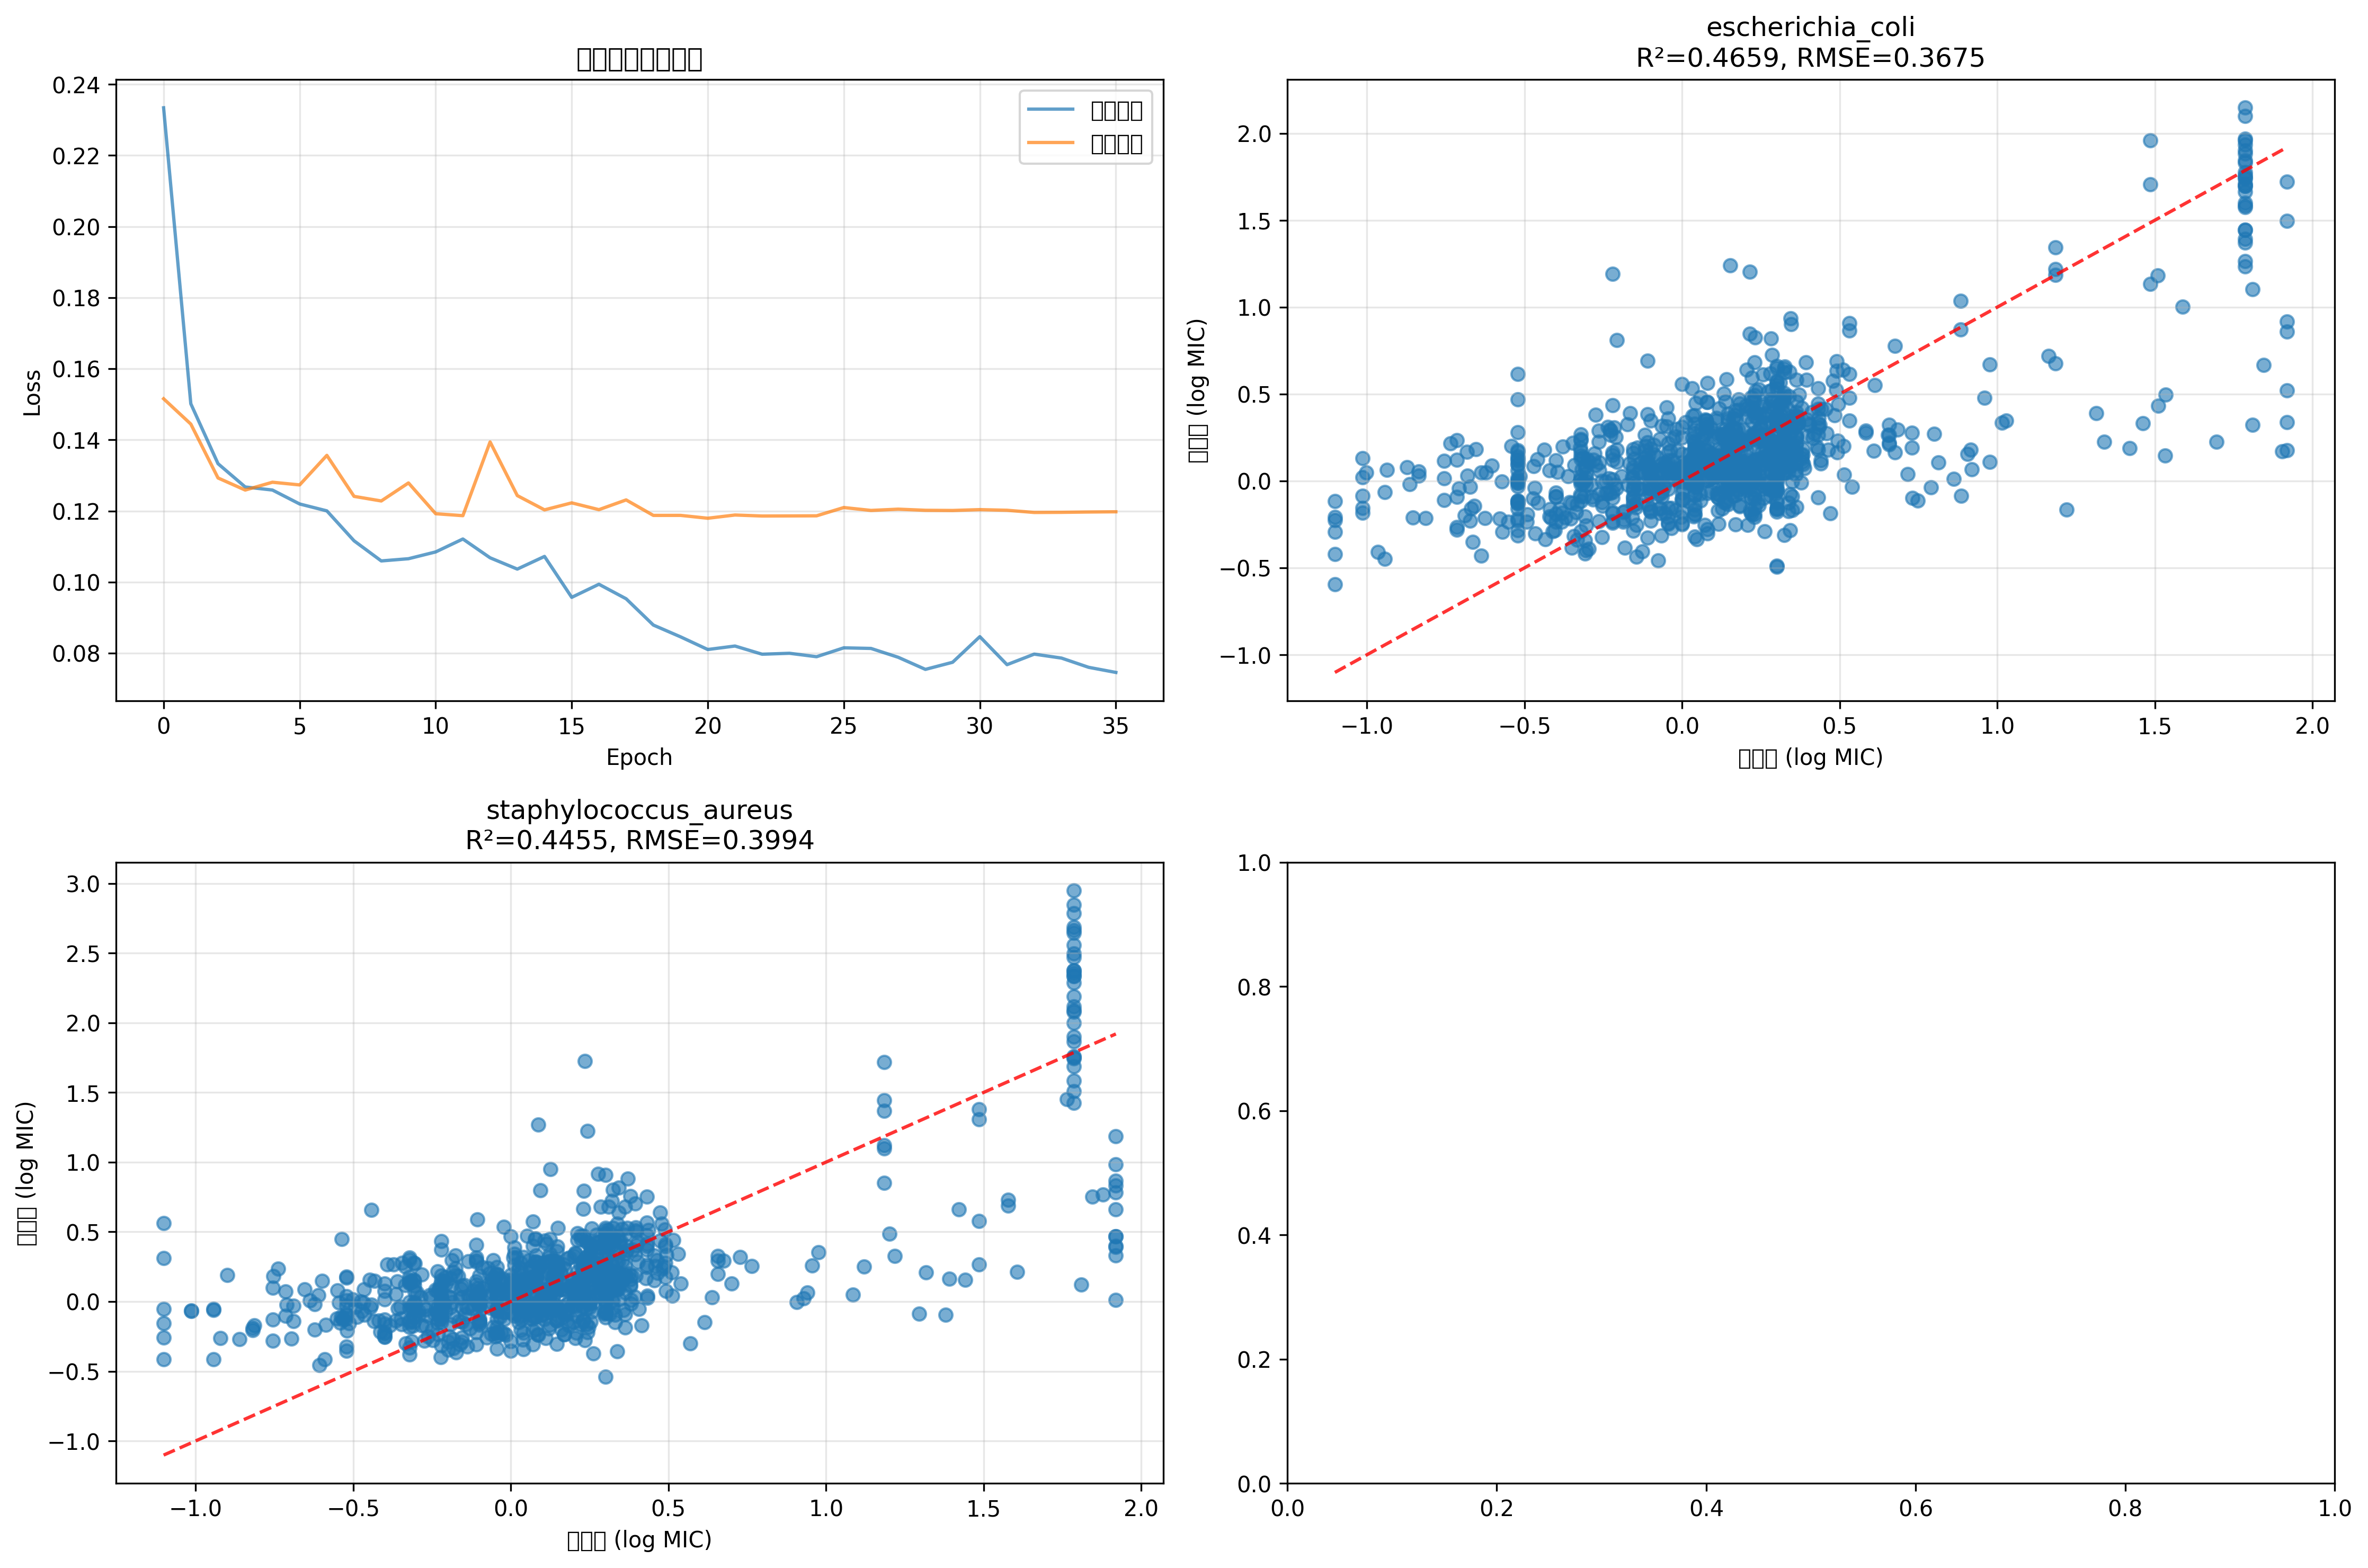 0.24
0.22
0.20
0.18
0.16
0.14
0.12
0.10
0.08
Loss
0 5 10 15 20 25 30 35
Epoch
escherichia_coli
R²=0.4659, RMSE=0.3675
2.0
1.5
1.0
0.5
0.0
−0.5
−1.0
(log MIC)
−1.0 −0.5 0.0 0.5 1.0 1.5 2.0
(log MIC)
staphylococcus_aureus
R²=0.4455, RMSE=0.3994
3.0
2.5
2.0
1.5
1.0
0.5
0.0
−0.5
−1.0
(log MIC)
−1.0 −0.5 0.0 0.5 1.0 1.5 2.0
(log MIC)
1.0
0.8
0.6
0.4
0.2
0.0
0.0 0.2 0.4 0.6 0.8 1.0